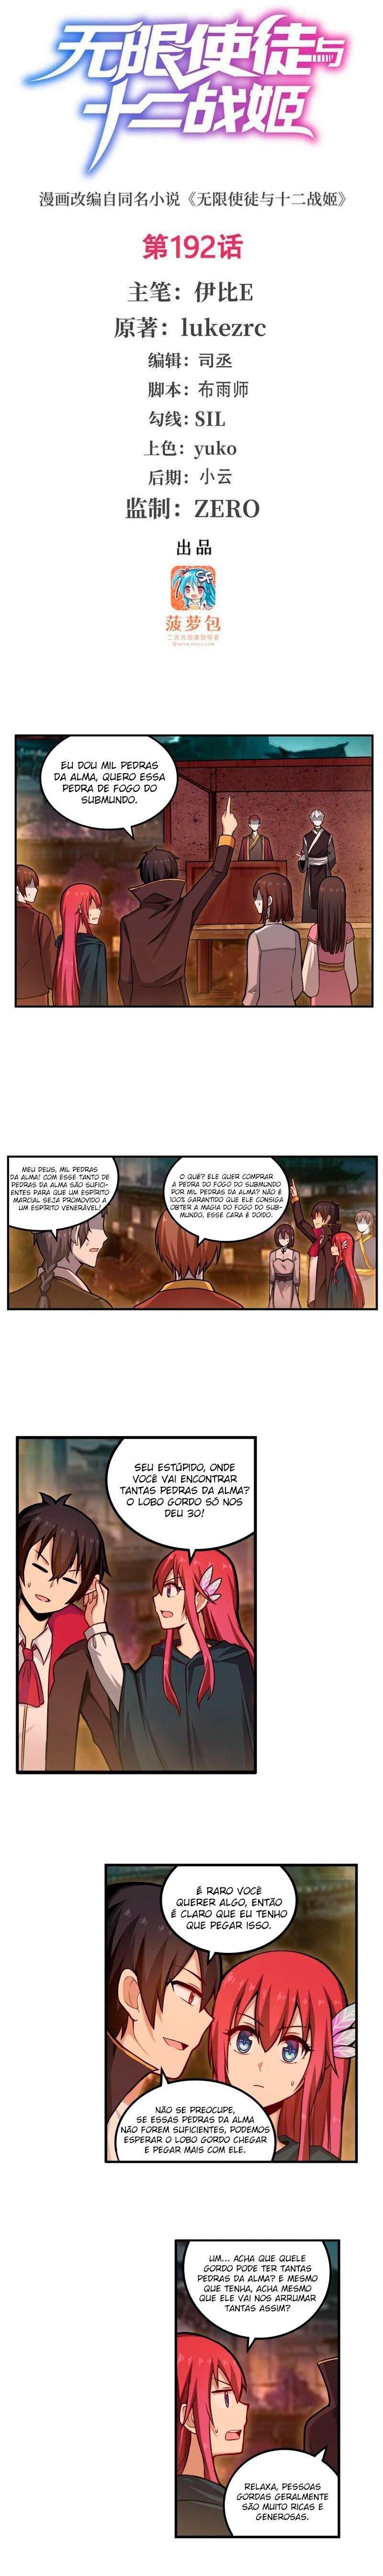 无限使徒与
十二战姬
漫画改编自同名小说《无限使徒与十二战姬》
第192话
主笔：伊比E
原著：lukezrc
编辑：司丞
脚本：布雨师
勾线：SIL
上色：yuko
后期：小云
监制：ZERO
出品
SF
菠萝包
EU DOU MIL PEDRAS
DA ALMA, QUERO ESSA
PEDRA DE FOGO DO
SUBMUNDO.
MEU DEUS, MIL PEDRAS
DA ALMA! COM ESSE TANTO DE
PEDRAS DA ALMA SÃO SUFICI-
ENTES PARA QUE UM ESPÍRITO
MARCIAL SEJA PROMOVIDO A
UM ESPÍRITO VENERÁVEL!
O QUÊ? ELE QUER COMPRAR
A PEDRA DO FOGO DO SUBMUNDO
POR MIL PEDRAS DA ALMA? NÃO É
100% GARANTIDO QUE ELE CONSIGA
OBTER A MAGIA DO FOGO DO SUB-
MUNDO, ESSE CARA É DOIDO.
SEU ESTÚPIDO, ONDE
VOCÊ VAI ENCONTRAR
TANTAS PEDRAS DA ALMA?
O LOBO GORDO SÓ NOS
DEU 30!
É RARO VOCÊ
QUERER ALGO, ENTÃO
É CLARO QUE EU TENHO
QUE PEGAR ISSO.
NÃO SE PREOCUPE,
SE ESSAS PEDRAS DA ALMA
NÃO FOREM SUFICIENTES, PODEMOS
ESPERAR O LOBO GORDO CHEGAR
E PEGAR MAIS COM ELE.
UM... ACHA QUE QUELE
GORDO PODE TER TANTAS
PEDRAS DA ALMA? E MESMO
QUE TENHA, ACHA MESMO
QUE ELE VAI NOS ARRUMAR
TANTAS ASSIM?
RELAXA, PESSOAS
GORDAS GERALMENTE
SÃO MUITO RICAS E
GENEROSAS.